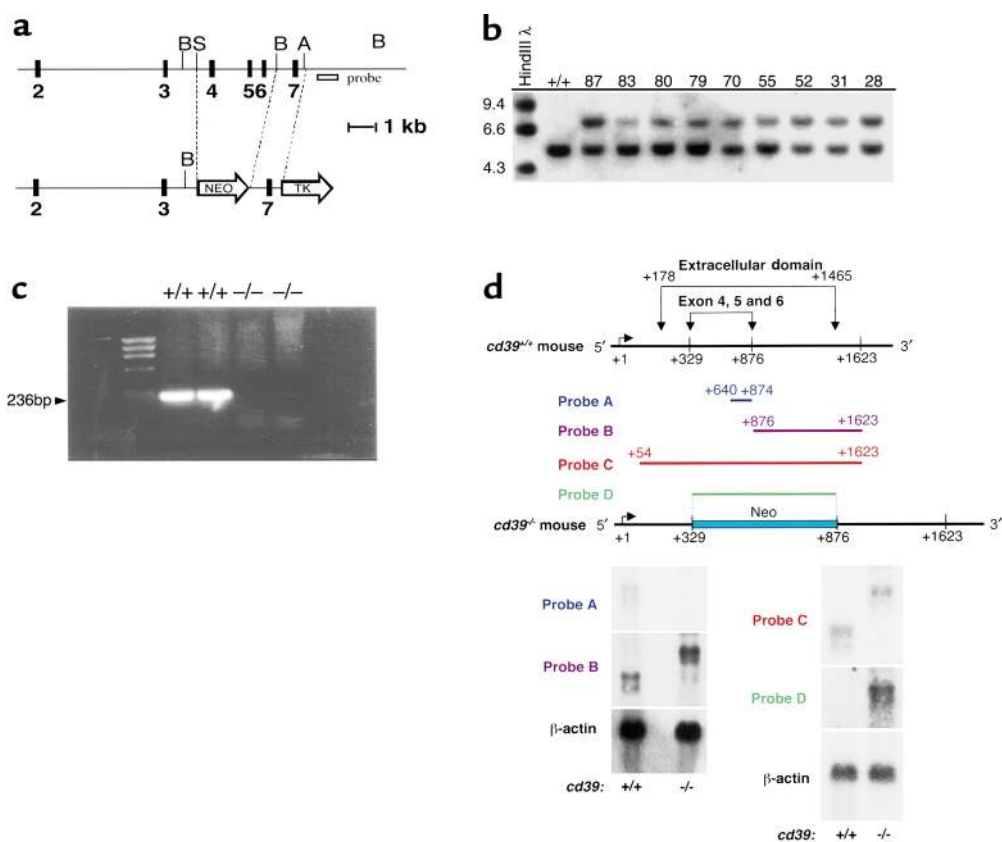 a
B S B A B
2 3 4 5 6 7
probe
1 kb
B
NEO TK
2 3 7
b
HindIII λ
+/+ 87 83 80 79 70 55 52 31 28
9.4
6.6
4.3
c
+/+ +/+ −/− −/−
236bp
d
Extracellular domain
+178 +1465
Exon 4, 5 and 6
cd39+/+ mouse 5′ 3′
+1 +329 +876 +1623
Probe A +640 +874
Probe B +876 +1623
Probe C +54 +1623
Probe D
Neo
cd39-/- mouse 5′ 3′
+1 +329 +876 +1623
Probe A
Probe B
β-actin
cd39: +/+ -/-
Probe C
Probe D
β-actin
cd39: +/+ -/-